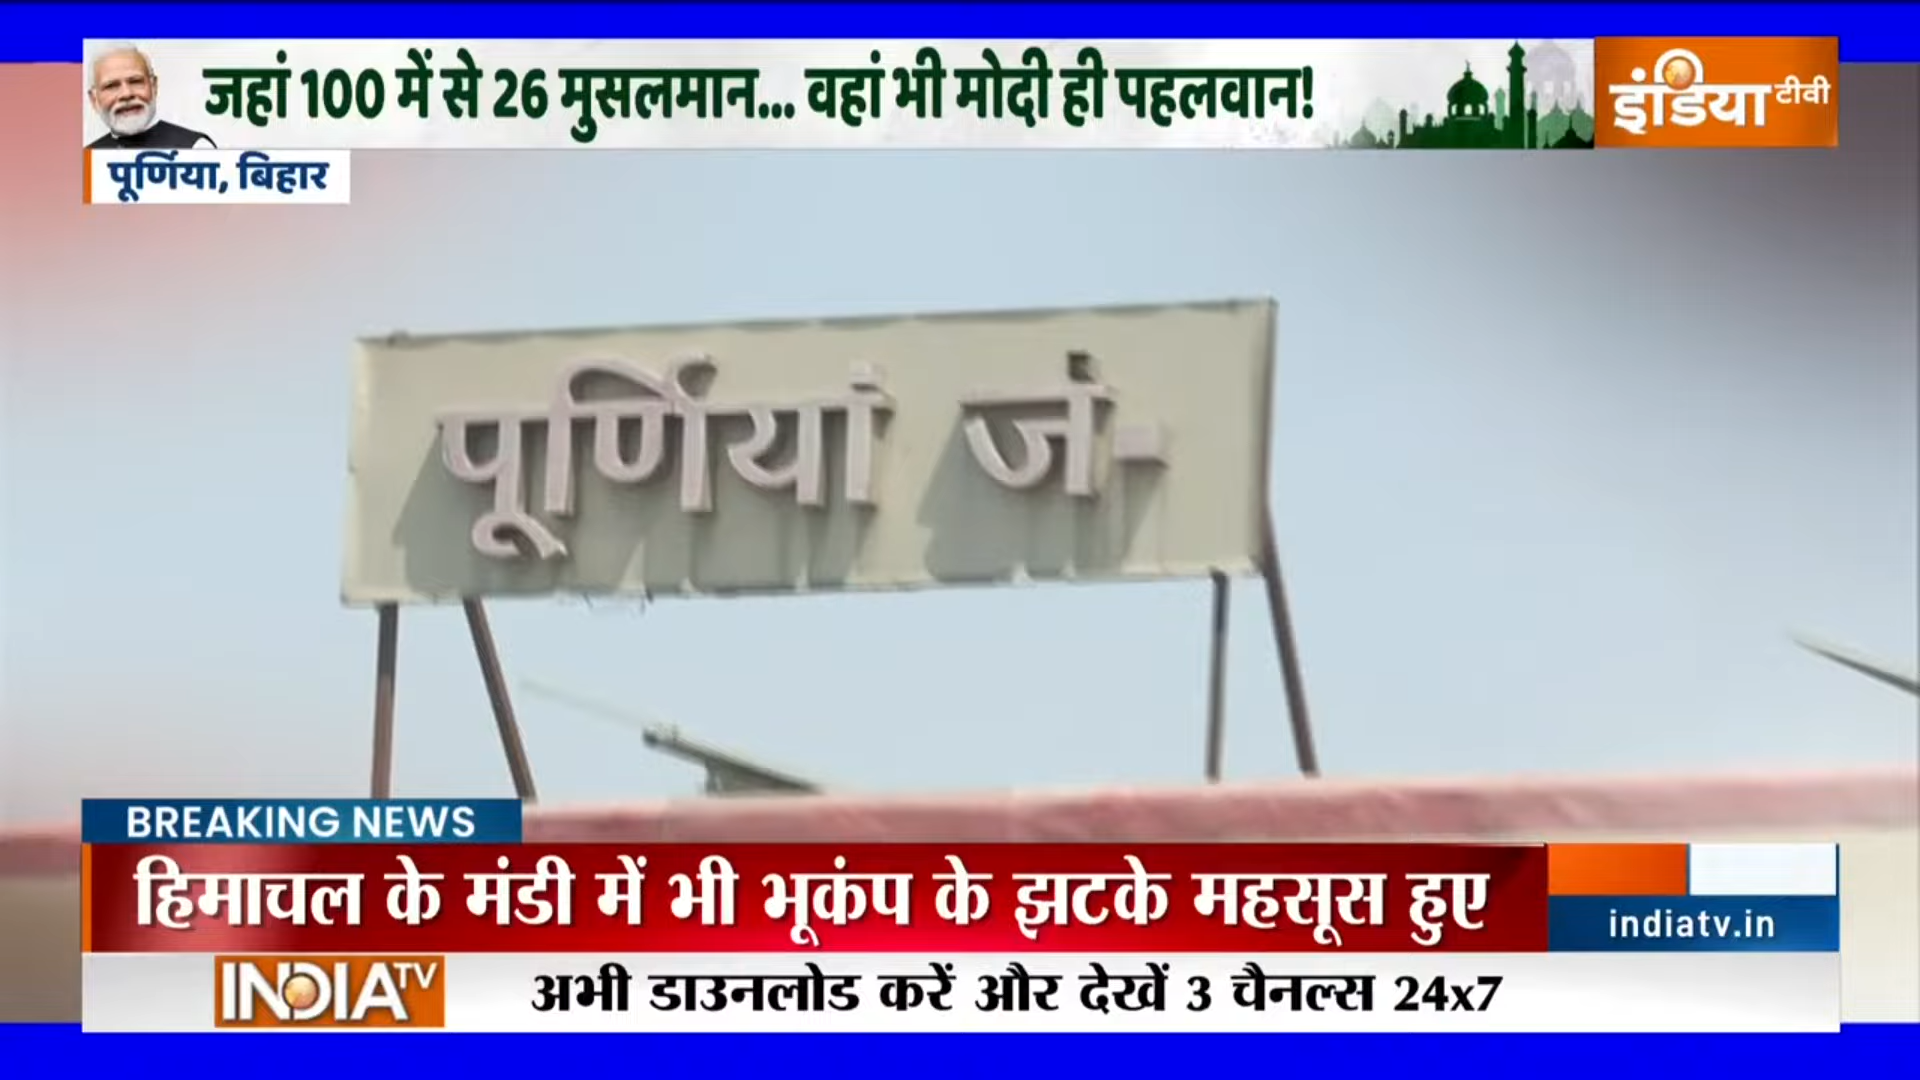 जहां 100 में से 26 मुसलमान... वहां भी मोदी ही पहलवान!
इंडिया टीवी
पूर्णिया, बिहार
पूर्णियां जं-
BREAKING NEWS
हिमाचल के मंडी में भी भूकंप के झटके महसूस हुए
indiatv.in
INDIA TV
अभी डाउनलोड करें और देखें 3 चैनल्स 24x7